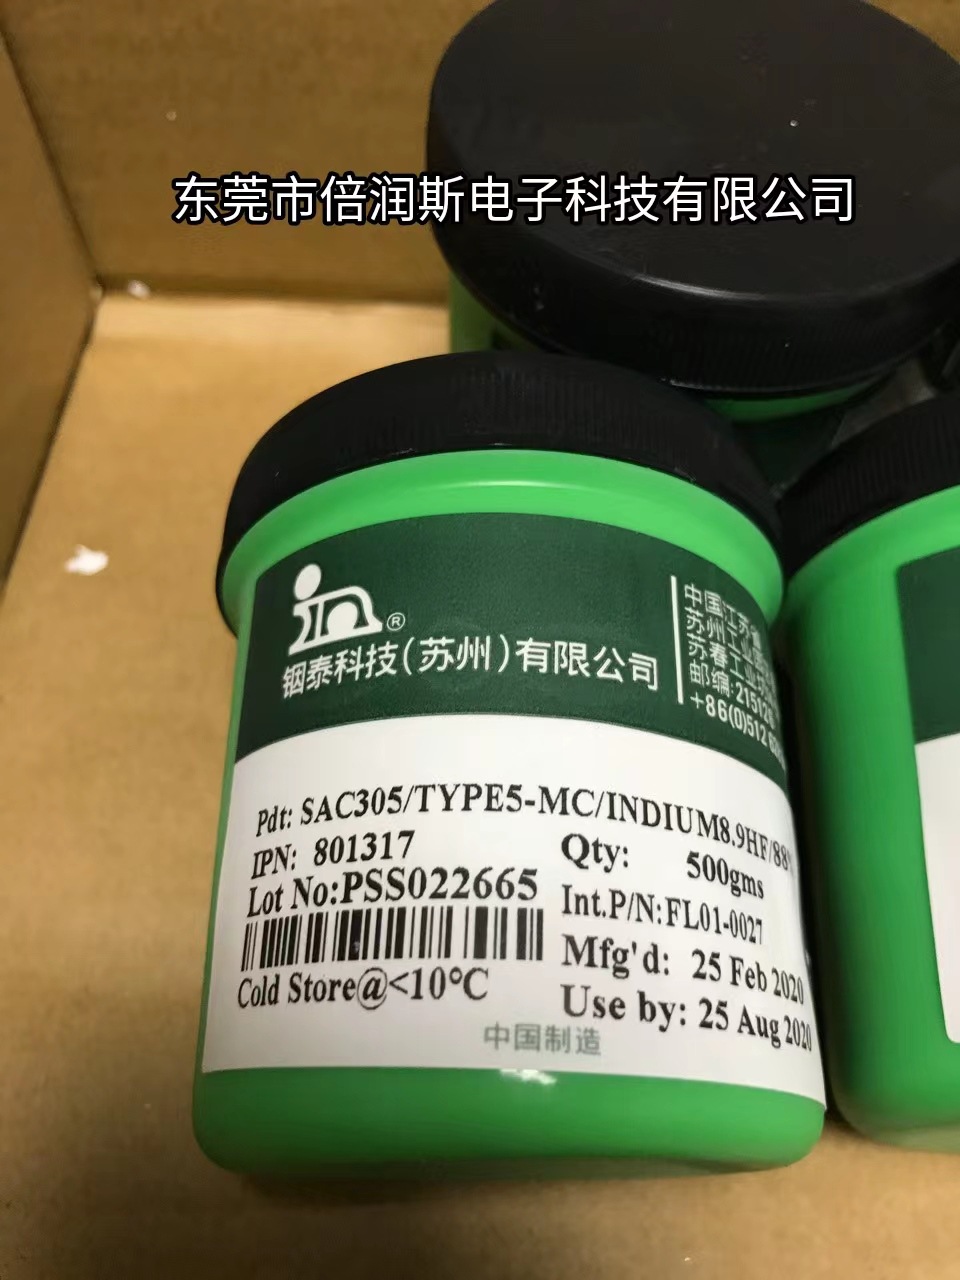 东莞市倍润斯电子科技有限公司
in®
铟泰科技(苏州)有限公司
中国江苏省
苏州工业园
苏春工业坊
邮编:21512
+86(0)512 62
Pdt: SAC305/TYPE5-MC/INDIUM8.9HF/88%
IPN: 801317
Qty: 500gms
Lot No:PSS022665
Int.P/N:FL01-0027
Mfg'd: 25 Feb 2020
Cold Store@<10°C
Use by: 25 Aug 2020
中国制造